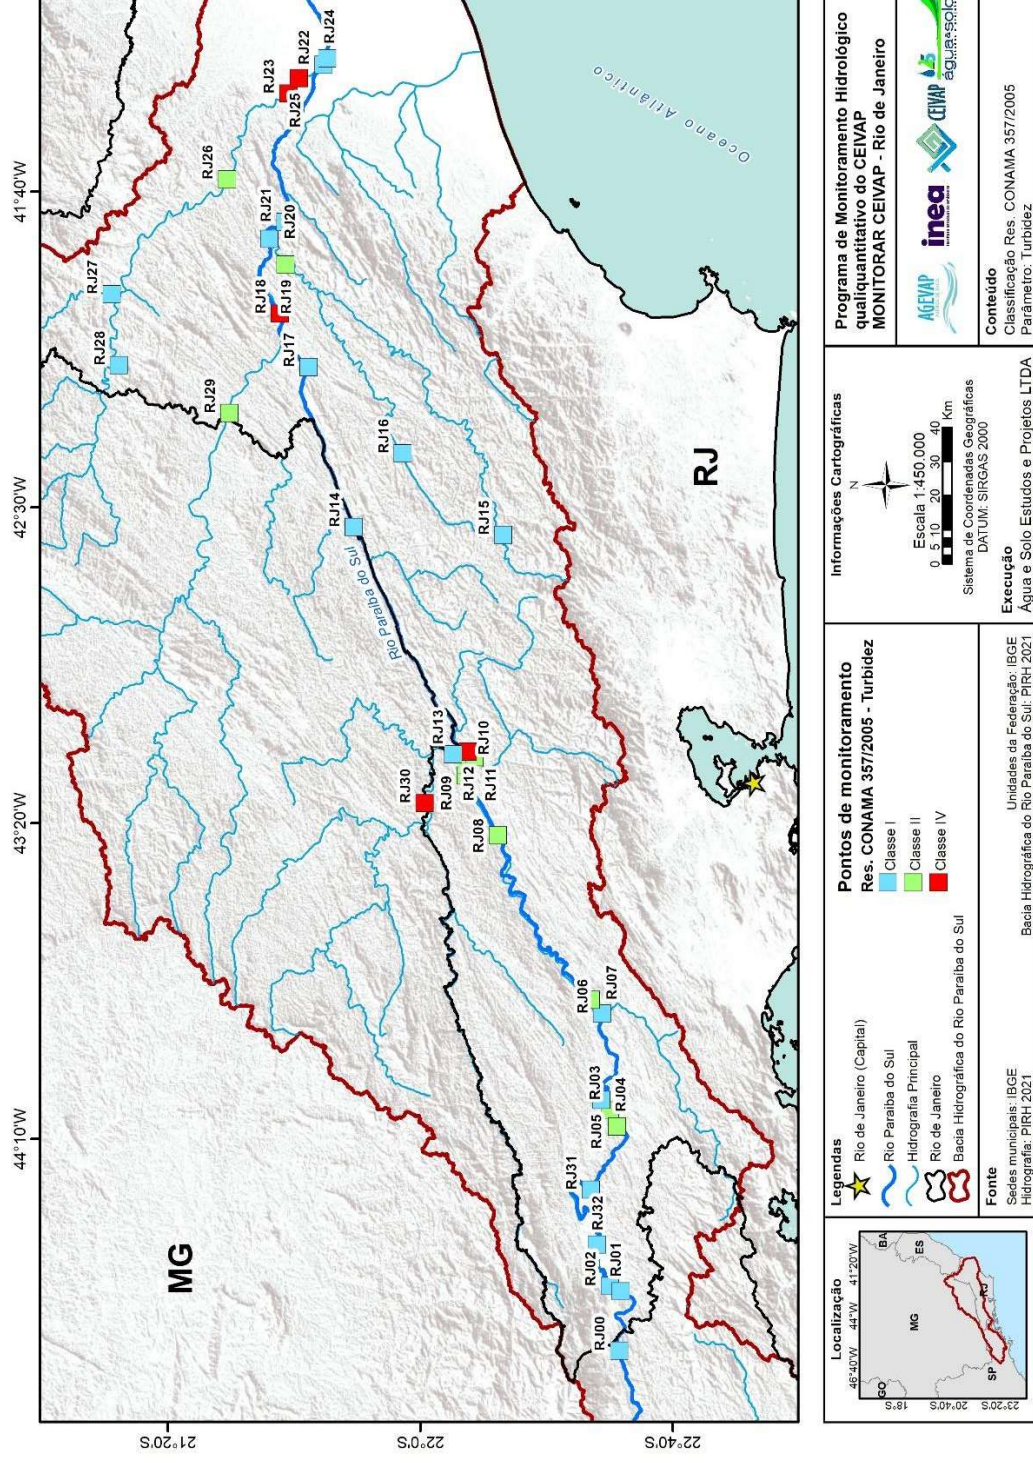 44°10'W
43°20'W
42°30'W
41°40'W
21°20'S
22°0'S
22°40'S
MG
RJ
Rio Paraíba do Sul
Oceano Atlântico
RJ00
RJ01
RJ02
RJ32
RJ31
RJ05
RJ04
RJ03
RJ06
RJ07
RJ08
RJ30
RJ09
RJ12
RJ11
RJ10
RJ13
RJ14
RJ15
RJ16
RJ17
RJ29
RJ28
RJ27
RJ18
RJ19
RJ20
RJ21
RJ26
RJ23
RJ25
RJ22
RJ24
Localização
46°40'W
44°W
41°20'W
18°S
20°40'S
23°20'S
GO
MG
BA
ES
RJ
SP
Legendas
Rio de Janeiro (Capital)
Rio Paraíba do Sul
Hidrografia Principal
Rio de Janeiro
Bacia Hidrográfica do Rio Paraíba do Sul
Pontos de monitoramento
Res. CONAMA 357/2005 - Turbidez
Classe I
Classe II
Classe IV
Fonte
Sedes municipais: IBGE
Hidrografia: PIRH 2021
Unidades da Federação: IBGE
Bacia Hidrográfica do Rio Paraíba do Sul: PIRH 2021
Informações Cartográficas
N
Escala 1:450.000
0 5 10 20 30 40 Km
Sistema de Coordenadas Geográficas
DATUM: SIRGAS 2000
Execução
Água e Solo Estudos e Projetos LTDA
Programa de Monitoramento Hidrológico
qualiquantitativo do CEIVAP
MONITORAR CEIVAP - Rio de Janeiro
AGEVAP
inea
CEIVAP
água e solo
Conteúdo
Classificação Res. CONAMA 357/2005
Parâmetro: Turbidez